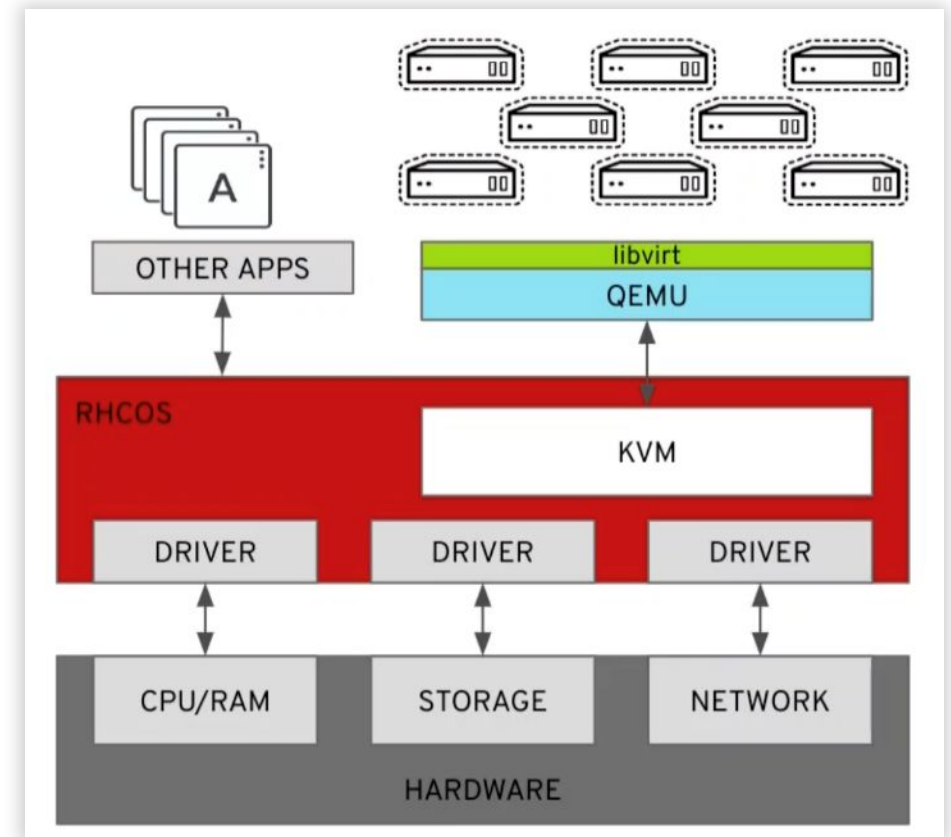 A
OTHER APPS
libvirt
QEMU
RHCOS
KVM
DRIVER
DRIVER
DRIVER
CPU/RAM
STORAGE
NETWORK
HARDWARE